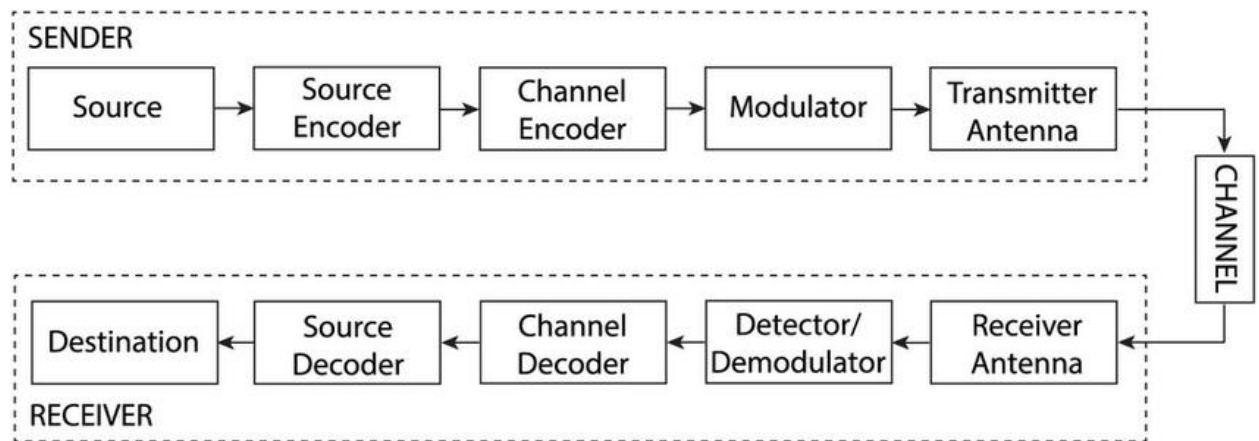 SENDER
Source
Source
Encoder
Channel
Encoder
Modulator
Transmitter
Antenna
CHANNEL
Destination
Source
Decoder
Channel
Decoder
Detector/
Demodulator
Receiver
Antenna
RECEIVER